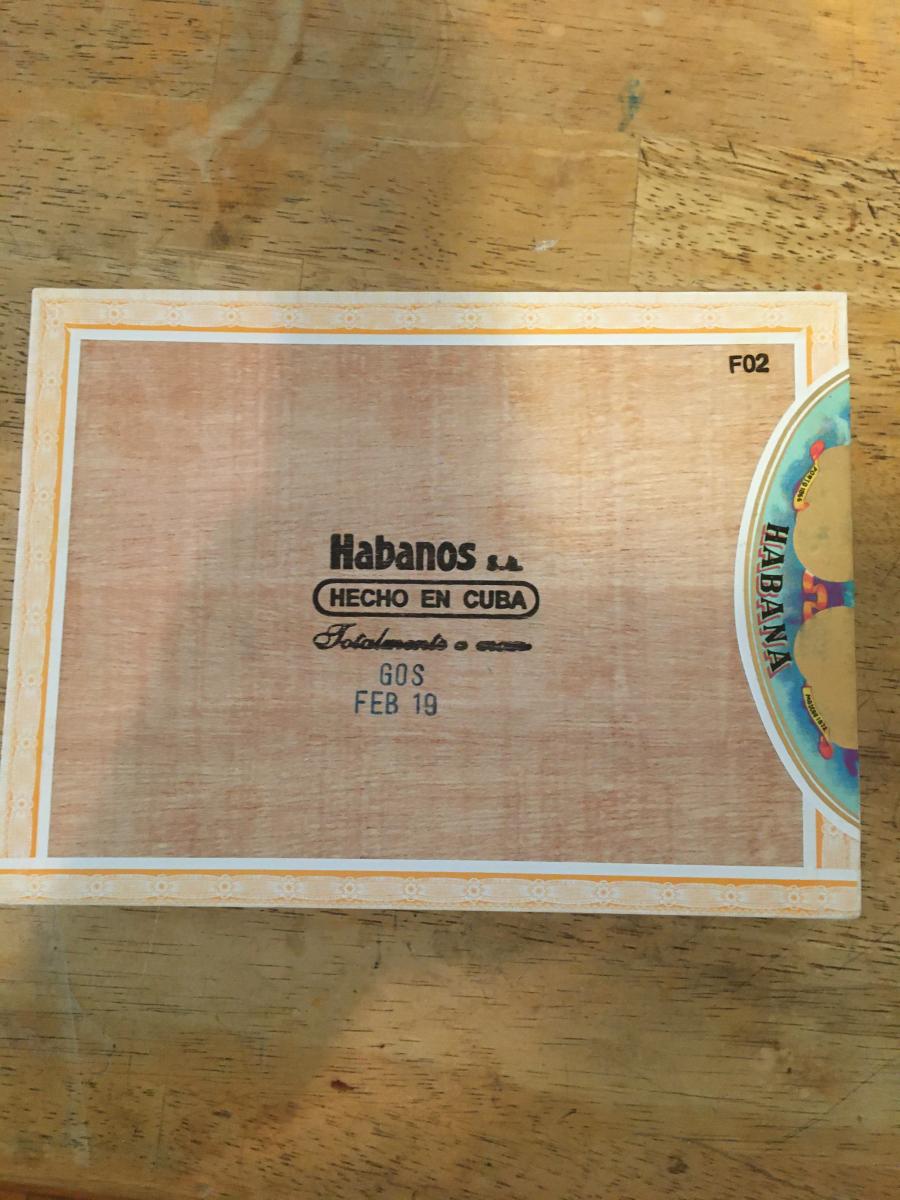 F02
Habanos s.a.
HECHO EN CUBA
Totalmente a mano
GOS
FEB 19
HABANA